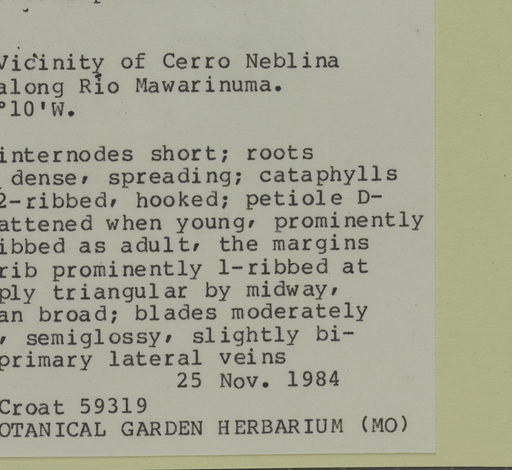 Vicinity of Cerro Neblina
along Rio Mawarinuma.
°10'W.
internodes short; roots
dense, spreading; cataphylls
2-ribbed, hooked; petiole D-
attened when young, prominently
ibbed as adult, the margins
rib prominently 1-ribbed at
ply triangular by midway,
an broad; blades moderately
, semiglossy, slightly bi-
primary lateral veins
25 Nov. 1984
Croat 59319
OTANICAL GARDEN HERBARIUM (MO)